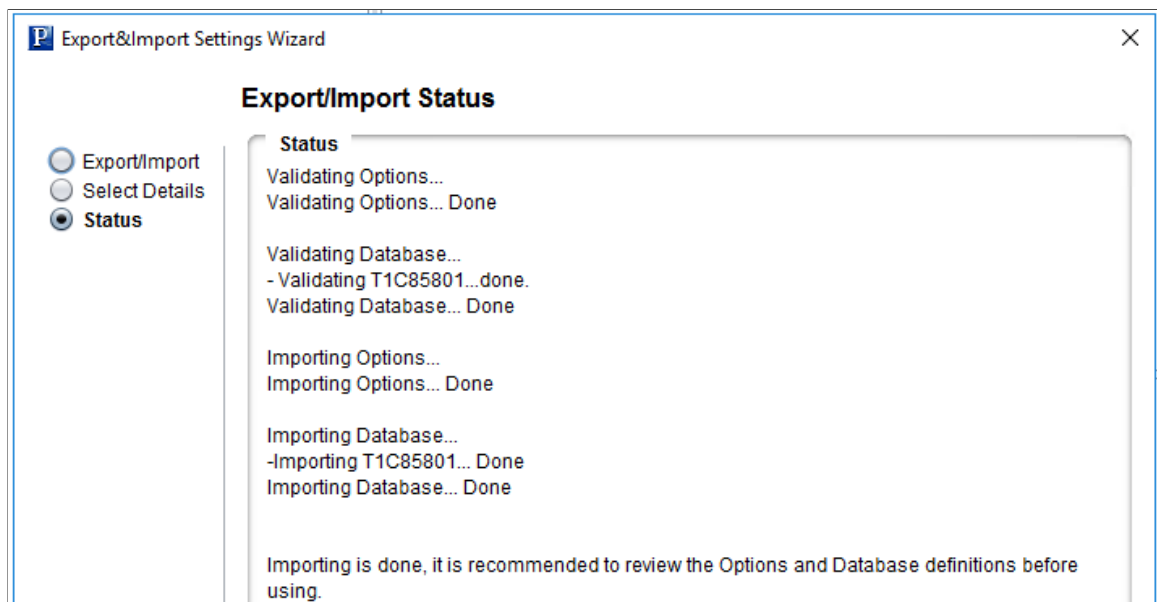 P Export&Import Settings Wizard
Export/Import Status
Export/Import
Select Details
Status
Status
Validating Options...
Validating Options... Done
Validating Database...
- Validating T1C85801...done.
Validating Database... Done
Importing Options...
Importing Options... Done
Importing Database...
-Importing T1C85801... Done
Importing Database... Done
Importing is done, it is recommended to review the Options and Database definitions before
using.